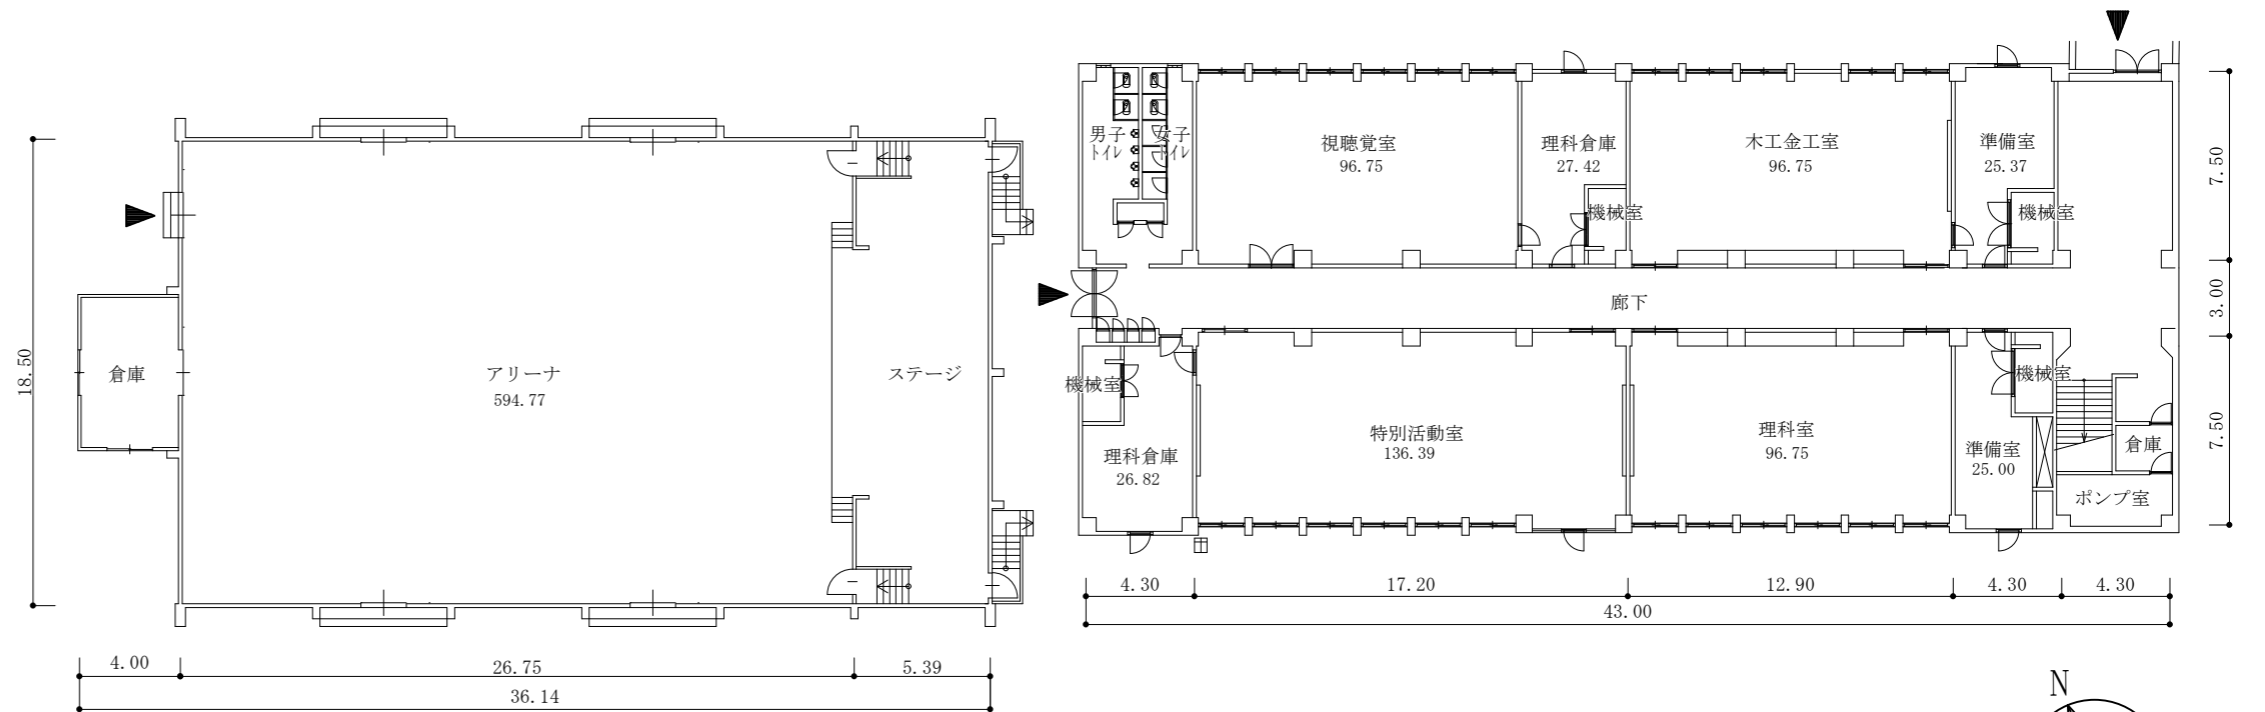 18.50
倉庫
アリーナ
594.77
ステージ
4.00
26.75
5.39
36.14
男子
トイレ
女子
トイレ
視聴覚室
96.75
理科倉庫
27.42
機械室
木工金工室
96.75
準備室
25.37
機械室
廊下
機械室
理科倉庫
26.82
特別活動室
136.39
理科室
96.75
機械室
準備室
25.00
倉庫
ポンプ室
7.50
3.00
7.50
4.30
17.20
12.90
4.30
4.30
43.00
N